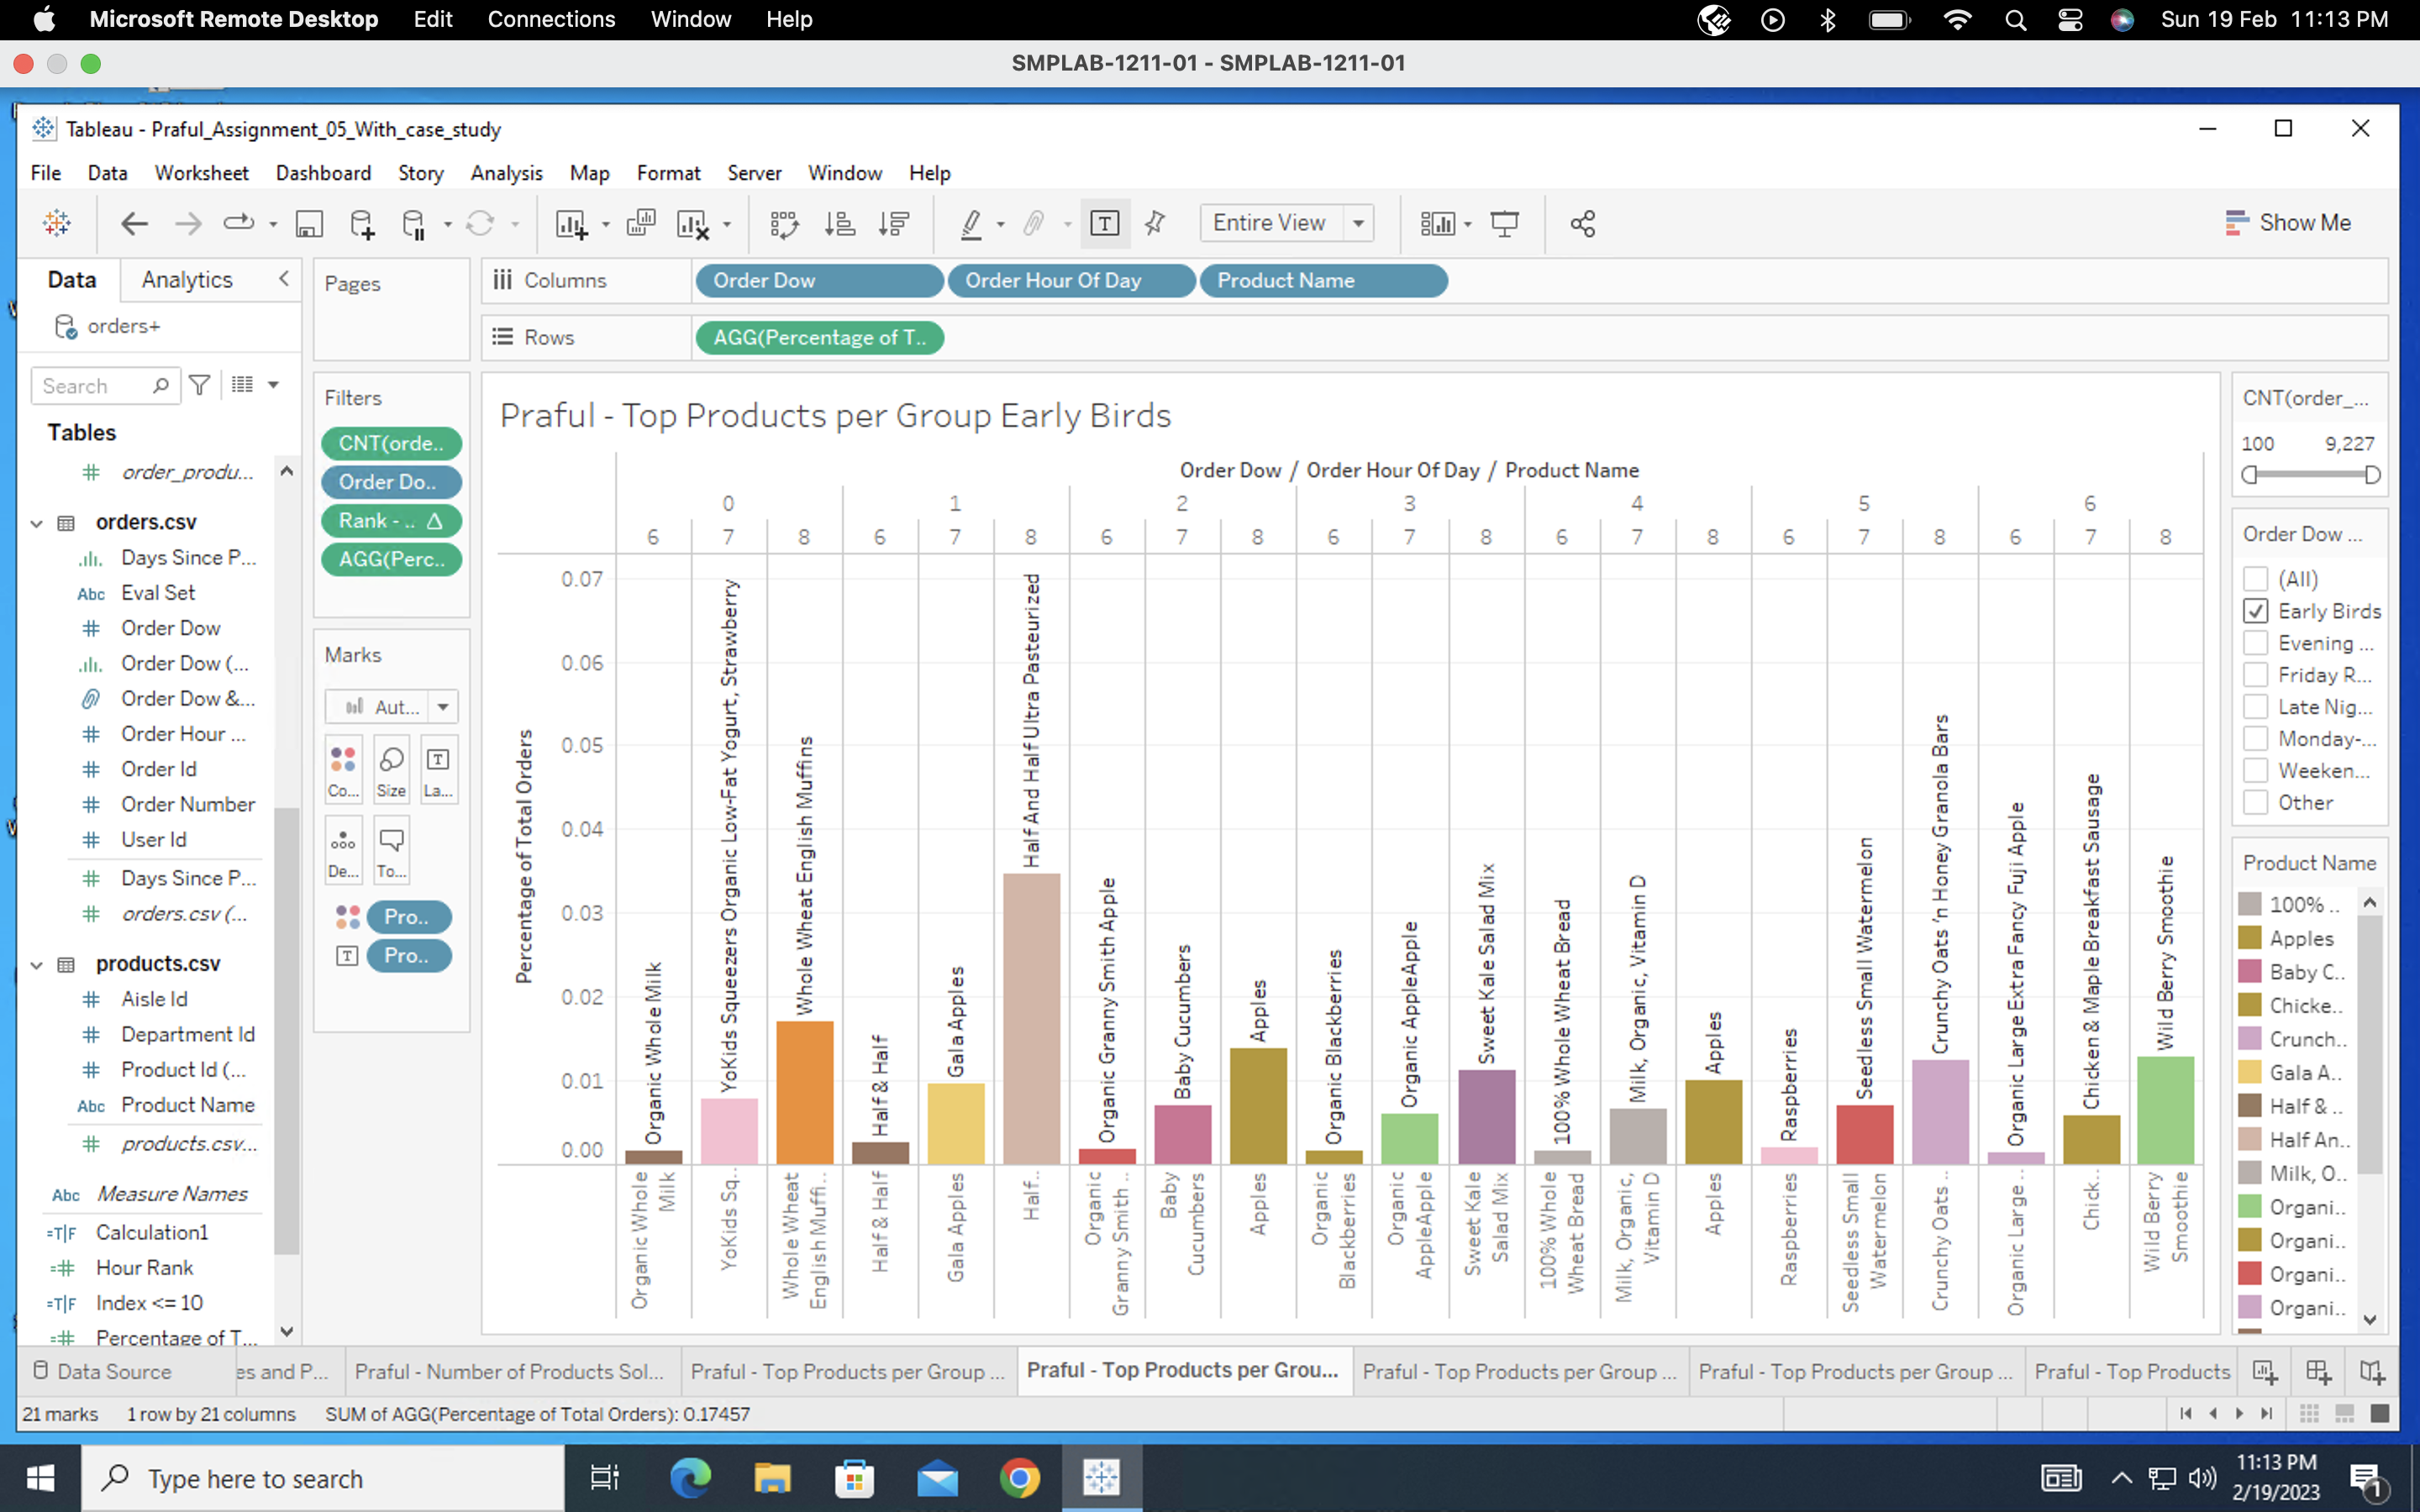 Microsoft Remote Desktop Edit Connections Window Help Sun 19 Feb 11:13 PM
SMPLAB-1211-01 - SMPLAB-1211-01
Tableau - Praful_Assignment_05_With_case_study
File Data Worksheet Dashboard Story Analysis Map Format Server Window Help
Entire View Show Me
Data Analytics
orders+
Search
Tables
order_produ...
orders.csv
Days Since P...
Abc Eval Set
Order Dow
Order Dow (...
Order Dow &...
Order Hour ...
Order Id
Order Number
User Id
Days Since P...
orders.csv (...
products.csv
Aisle Id
Department Id
Product Id (...
Abc Product Name
products.csv...
Abc Measure Names
=T|F Calculation1
=# Hour Rank
=T|F Index <= 10
=# Percentage of T...
Pages
Filters
CNT(orde..
Order Do..
Rank - .. Δ
AGG(Perc..
Marks
Aut...
Co... Size La...
De... To...
Pro..
Pro..
Columns Order Dow Order Hour Of Day Product Name
Rows AGG(Percentage of T..
Praful - Top Products per Group Early Birds
Order Dow / Order Hour Of Day / Product Name
0 1 2 3 4 5 6
6 7 8 6 7 8 6 7 8 6 7 8 6 7 8 6 7 8 6 7 8
Percentage of Total Orders
0.07
0.06
0.05
0.04
0.03
0.02
0.01
0.00
Organic Whole Milk
YoKids Squeezers Organic Low-Fat Yogurt, Strawberry
Whole Wheat English Muffins
Half & Half
Gala Apples
Half And Half Ultra Pasteurized
Organic Granny Smith Apple
Baby Cucumbers
Apples
Organic Blackberries
Organic AppleApple
Sweet Kale Salad Mix
100% Whole Wheat Bread
Milk, Organic, Vitamin D
Apples
Raspberries
Seedless Small Watermelon
Crunchy Oats 'n Honey Granola Bars
Organic Large Extra Fancy Fuji Apple
Chicken & Maple Breakfast Sausage
Wild Berry Smoothie
Organic Whole
Milk
YoKids Sq..
Whole Wheat
English Muffi..
Half & Half
Gala Apples
Half..
Organic
Granny Smith ..
Baby
Cucumbers
Apples
Organic
Blackberries
Organic
AppleApple
Sweet Kale
Salad Mix
100% Whole
Wheat Bread
Milk, Organic,
Vitamin D
Apples
Raspberries
Seedless Small
Watermelon
Crunchy Oats ..
Organic Large ..
Chick..
Wild Berry
Smoothie
CNT(order_...
100 9,227
Order Dow ...
(All)
Early Birds
Evening ...
Friday R...
Late Nig...
Monday-...
Weeken...
Other
Product Name
100% ..
Apples
Baby C..
Chicke..
Crunch..
Gala A..
Half & ..
Half An..
Milk, O..
Organi..
Organi..
Organi..
Organi..
Data Source es and P... Praful - Number of Products Sol... Praful - Top Products per Group ... Praful - Top Products per Grou... Praful - Top Products per Group ... Praful - Top Products per Group ... Praful - Top Products
21 marks 1 row by 21 columns SUM of AGG(Percentage of Total Orders): 0.17457
Type here to search
11:13 PM
2/19/2023
1